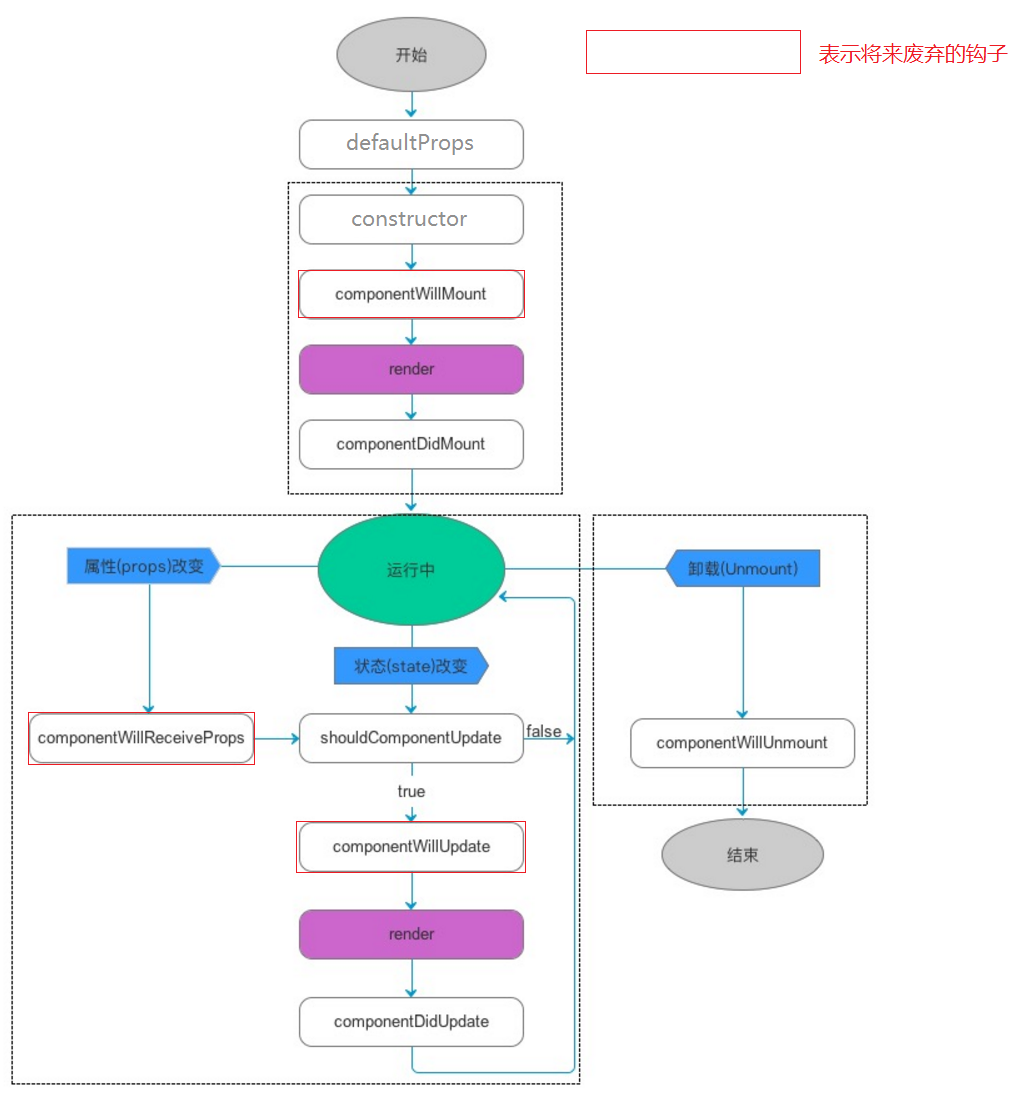 开始
表示将来废弃的钩子
defaultProps
constructor
componentWillMount
render
componentDidMount
属性(props)改变
运行中
卸载(Unmount)
状态(state)改变
componentWillReceiveProps
shouldComponentUpdate
false
componentWillUnmount
true
componentWillUpdate
结束
render
componentDidUpdate